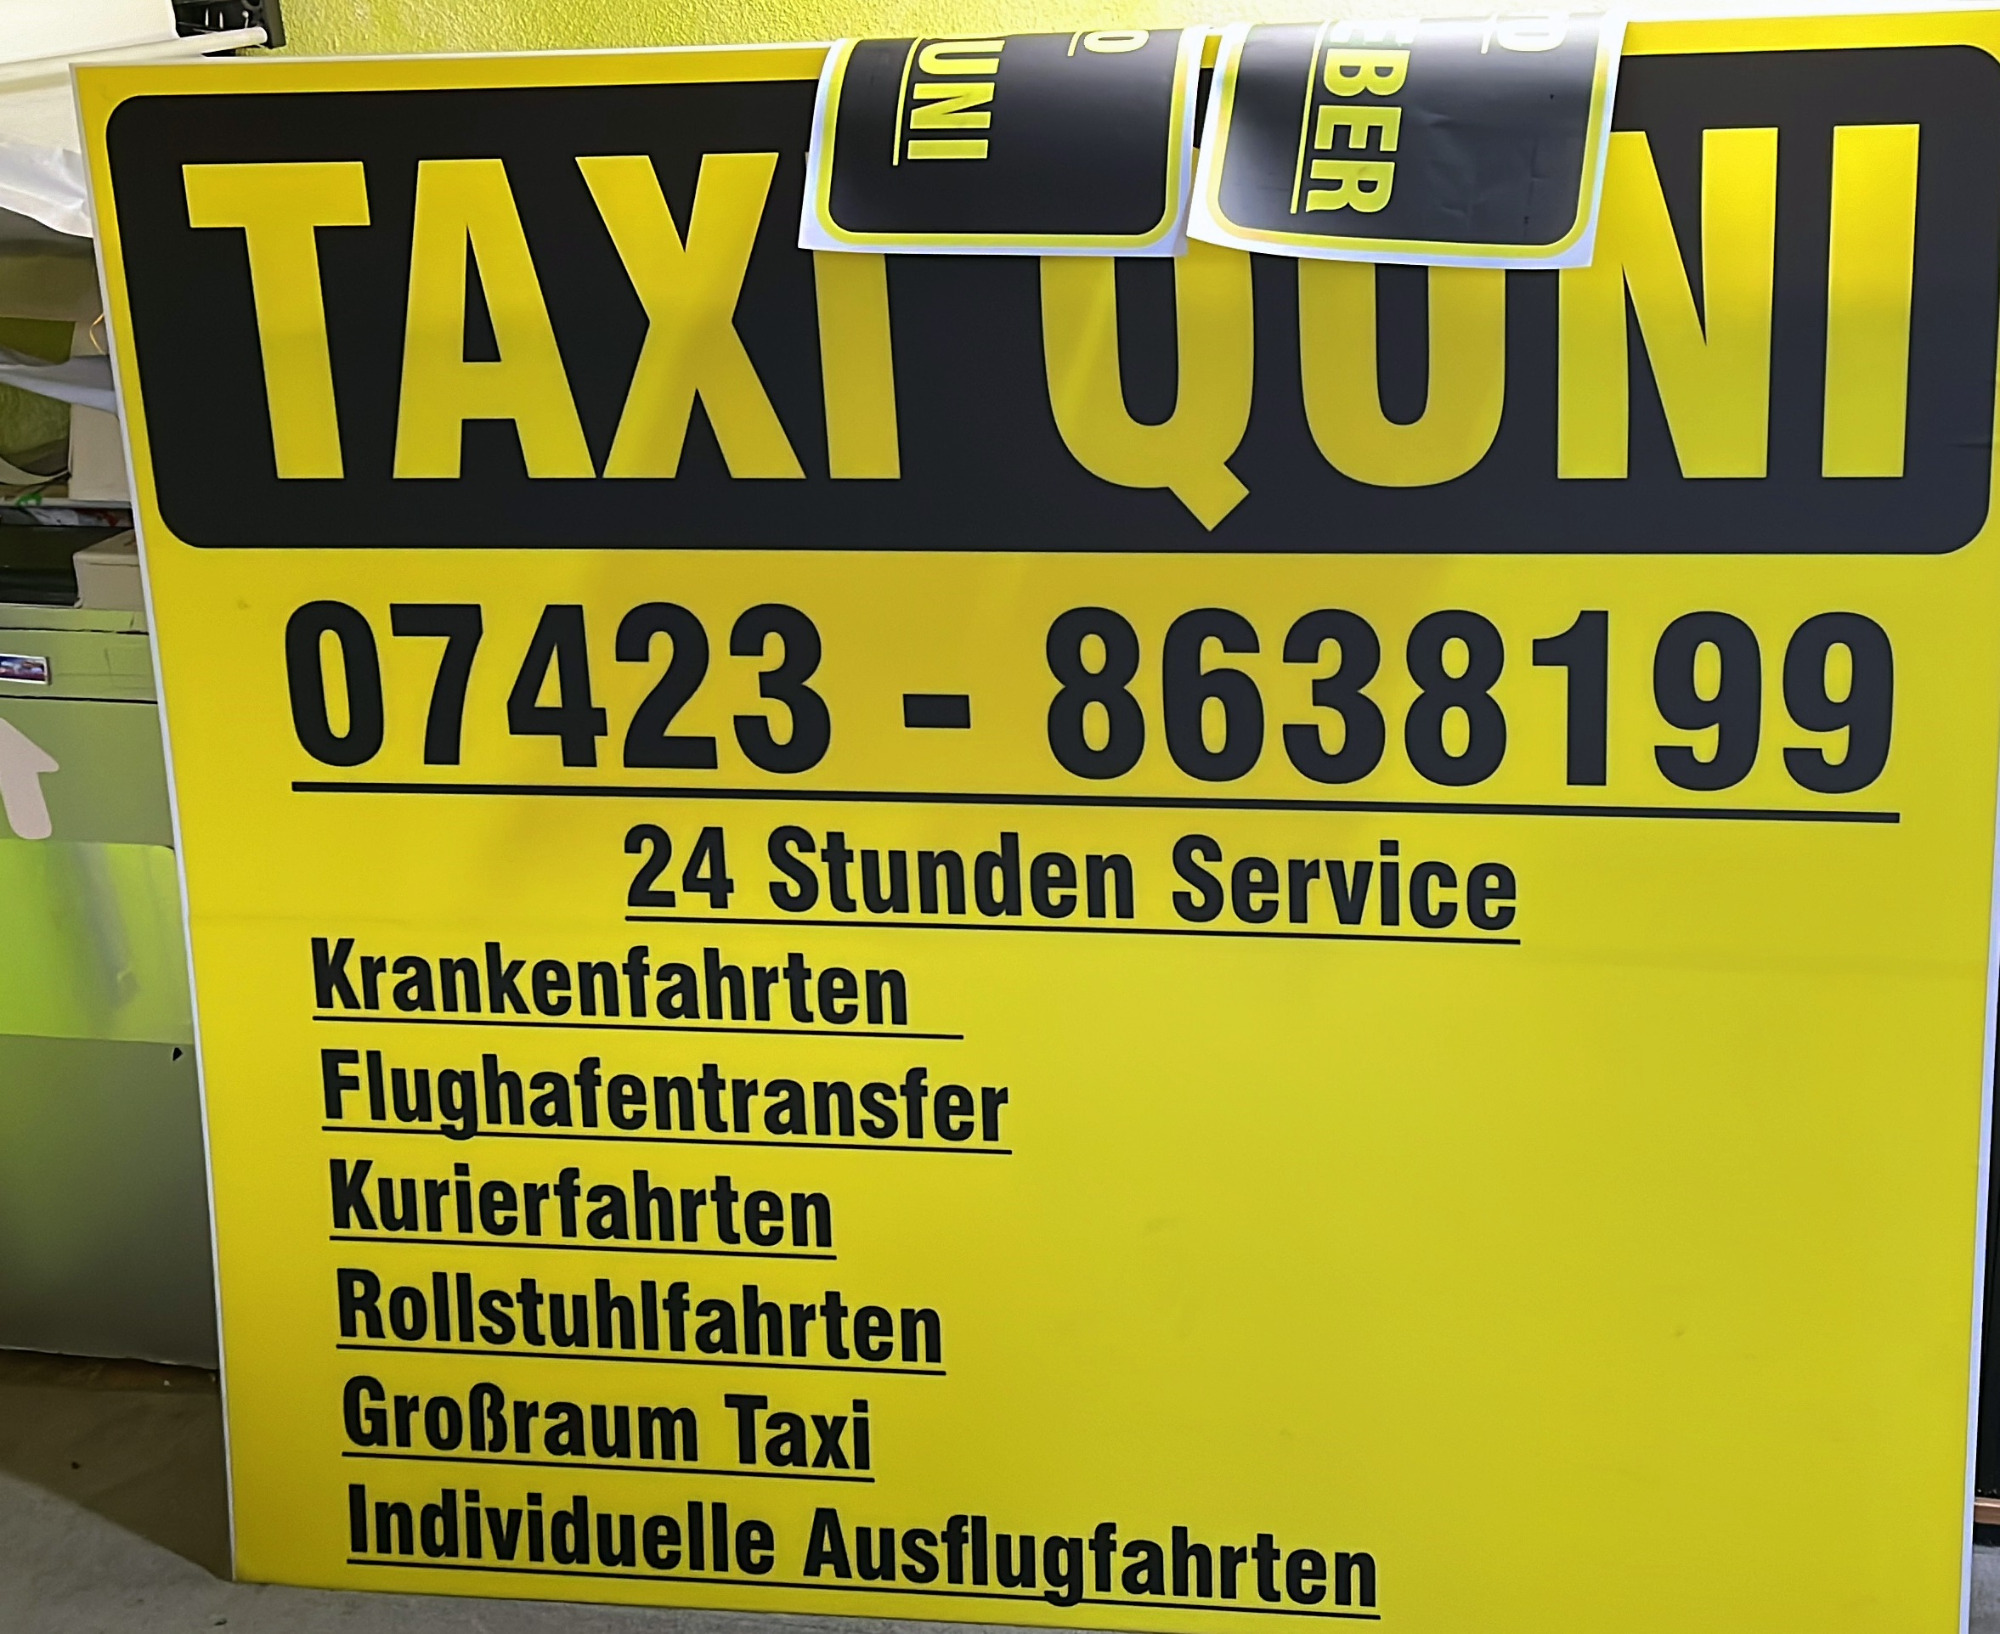 TAXI QUNI
07423 - 8638199
24 Stunden Service
Krankenfahrten
Flughafentransfer
Kurierfahrten
Rollstuhlfahrten
Großraum Taxi
Individuelle Ausflugfahrten